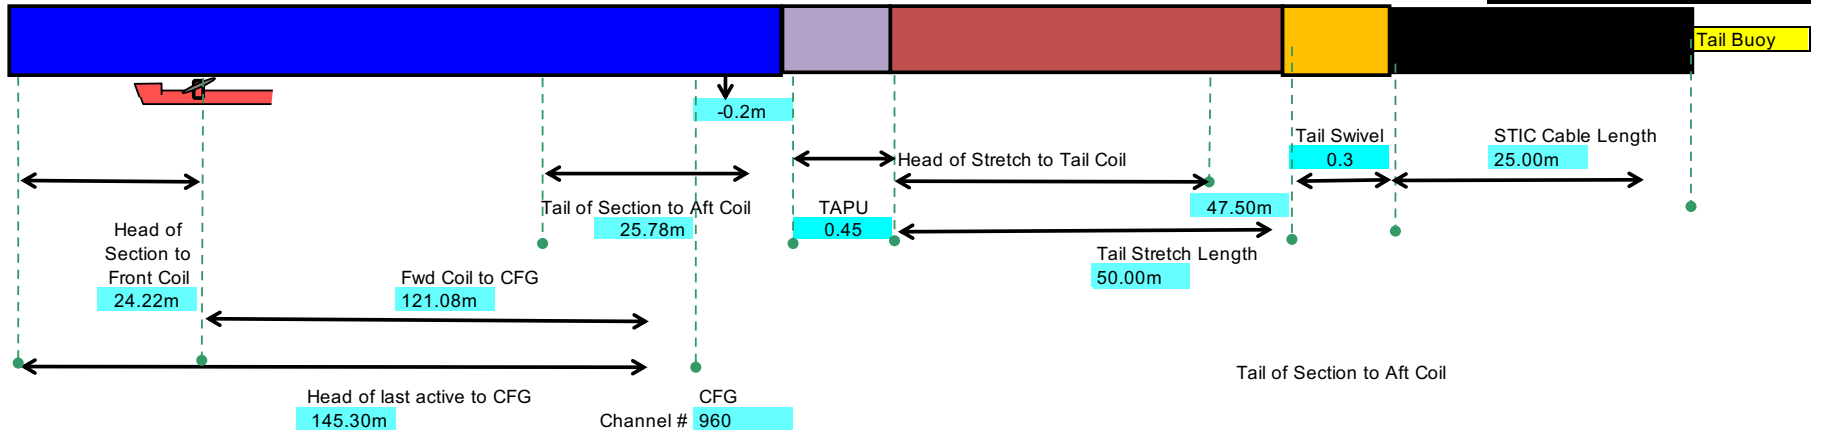 Tail Buoy
-0.2m
Tail Swivel
0.3
STIC Cable Length
25.00m
Head of Stretch to Tail Coil
47.50m
Tail of Section to Aft Coil
25.78m
TAPU
0.45
Head of
Section to
Front Coil
24.22m
Fwd Coil to CFG
121.08m
Tail Stretch Length
50.00m
Tail of Section to Aft Coil
Head of last active to CFG
145.30m
CFG
Channel # 960